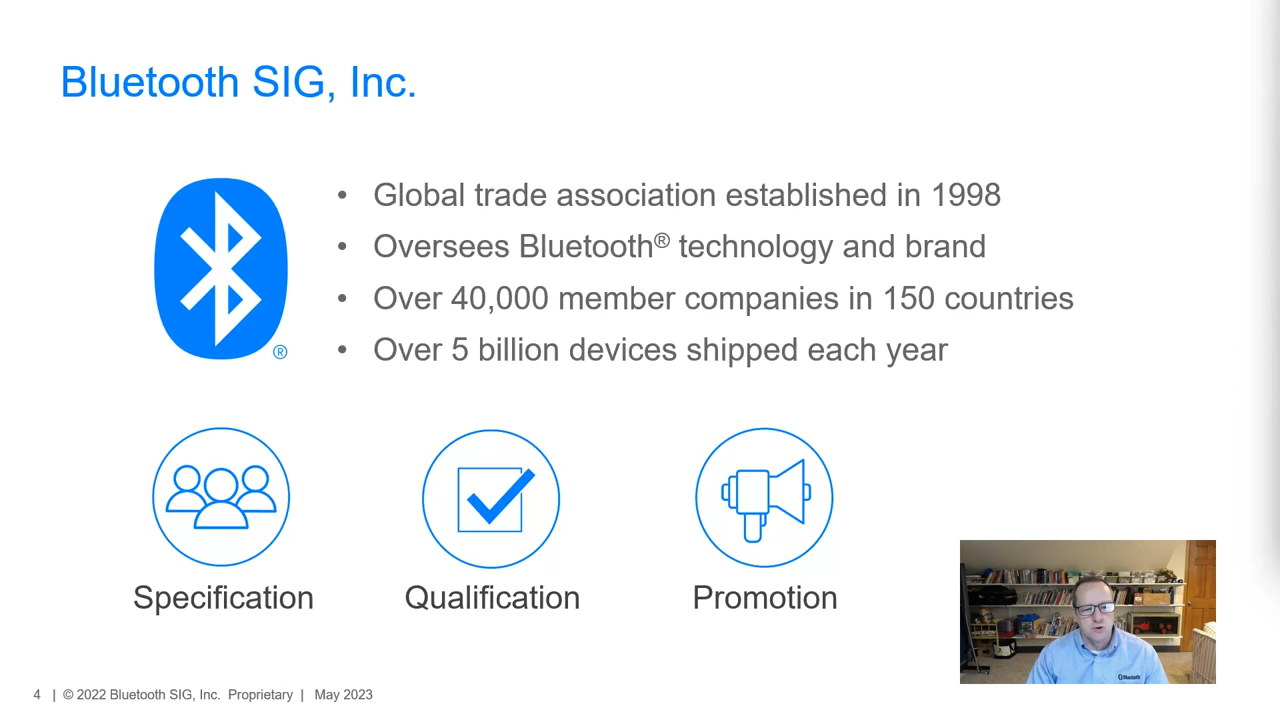 Bluetooth SIG, Inc.
• Global trade association established in 1998
• Oversees Bluetooth® technology and brand
• Over 40,000 member companies in 150 countries
• Over 5 billion devices shipped each year
®
Specification
Qualification
Promotion
Bluetooth
4 | © 2022 Bluetooth SIG, Inc. Proprietary | May 2023